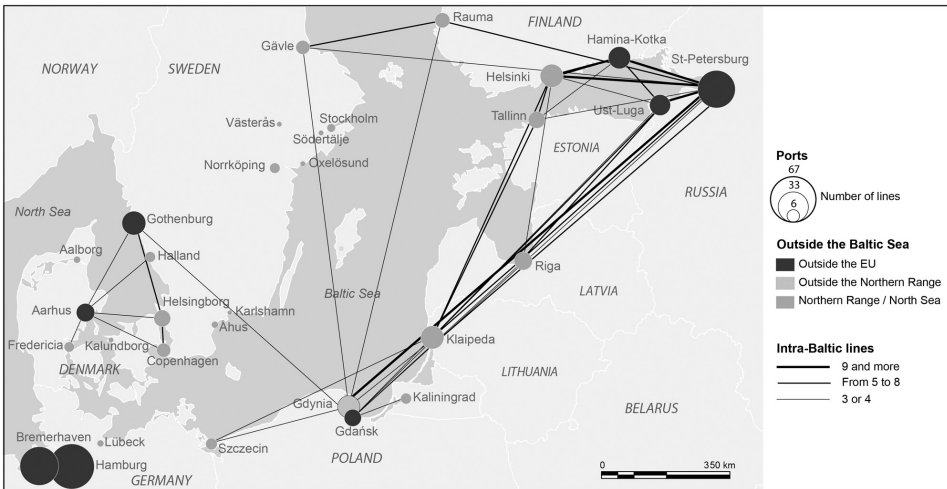 Rauma
FINLAND
Gävle
Hamina-Kotka
St-Petersburg
NORWAY
SWEDEN
Helsinki
Västerås
Stockholm
Tallinn
Ust-Luga
Södertälje
ESTONIA
Norrköping
Oxelösund
RUSSIA
North Sea
Gothenburg
Aalborg
Halland
Riga
LATVIA
Baltic Sea
Helsingborg
Karlshamn
Aarhus
Åhus
Fredericia
Kalundborg
Copenhagen
Klaipeda
DENMARK
LITHUANIA
Gdynia
Kaliningrad
BELARUS
Gdańsk
Bremerhaven
Lübeck
Szczecin
Hamburg
POLAND
GERMANY
0 350 km
Ports
67
33
6
Number of lines
Outside the Baltic Sea
Outside the EU
Outside the Northern Range
Northern Range / North Sea
Intra-Baltic lines
9 and more
From 5 to 8
3 or 4